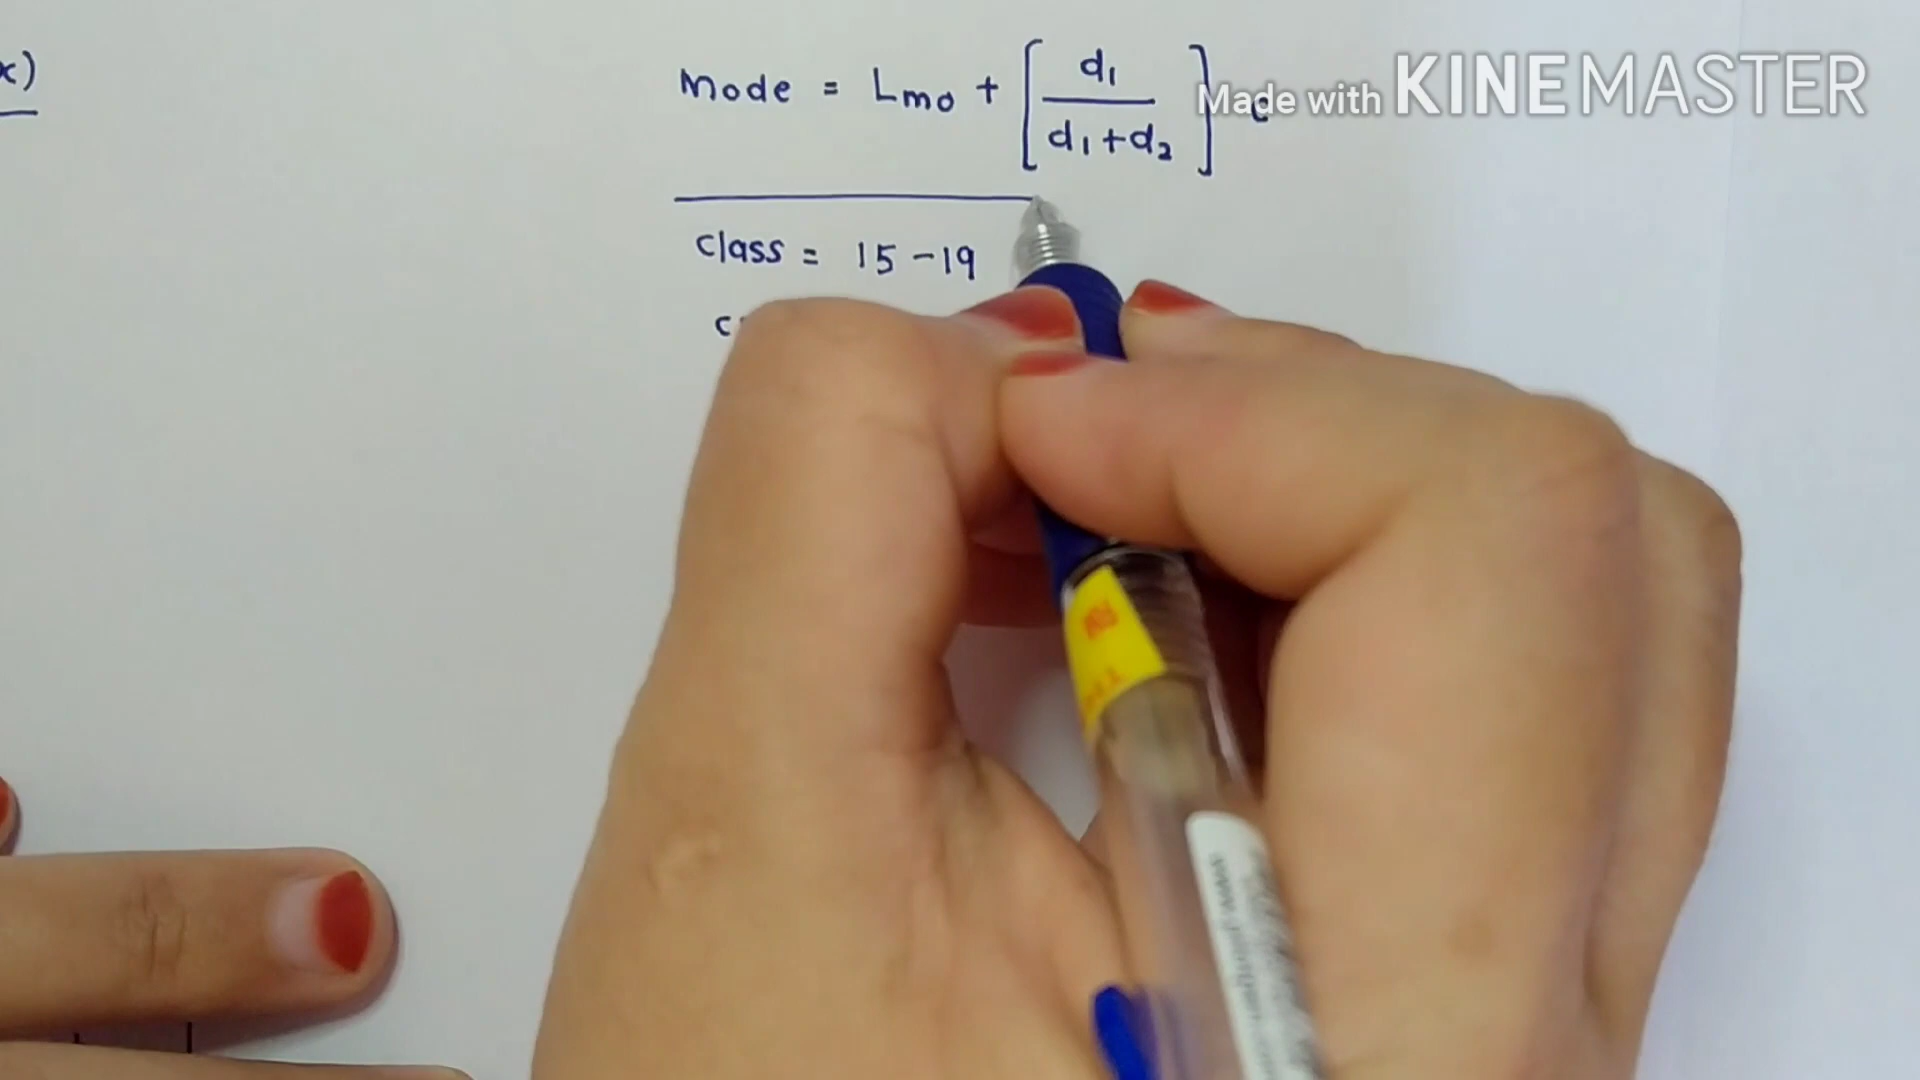 x)
Mode = Lmo + [ d1 / d1+d2 ] c
Made with KINEMASTER
class = 15 - 19